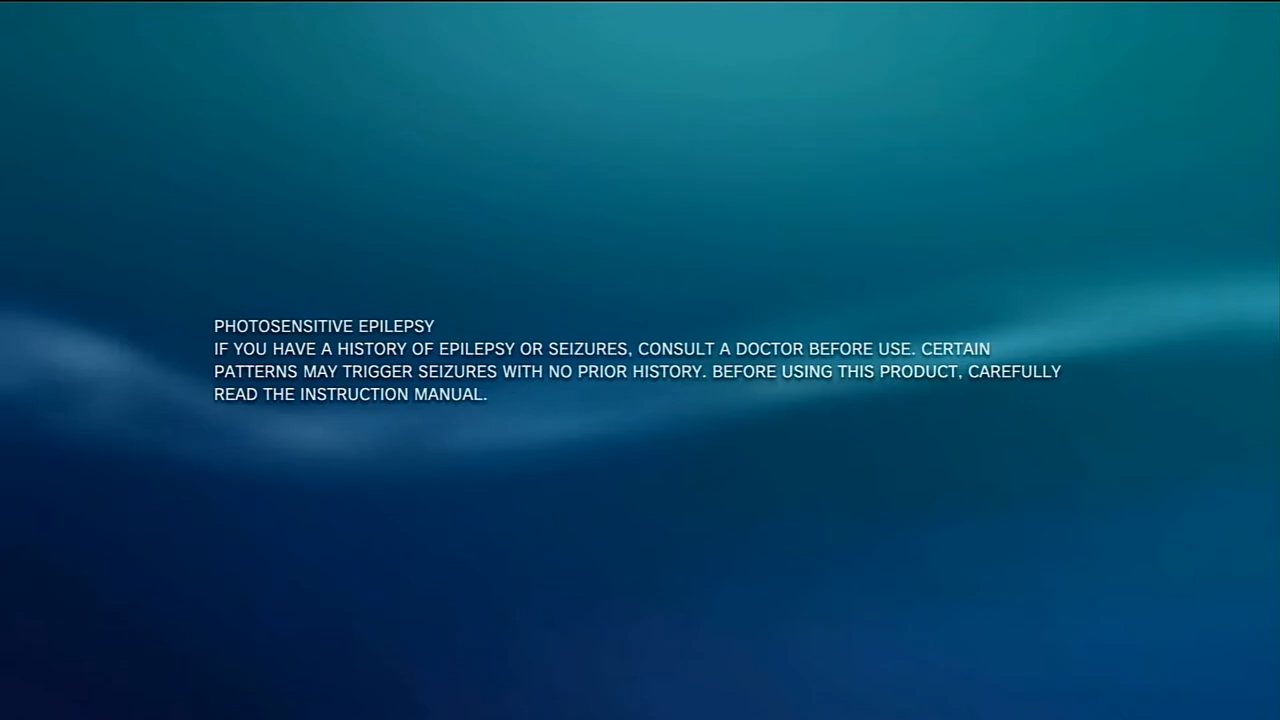 PHOTOSENSITIVE EPILEPSY
IF YOU HAVE A HISTORY OF EPILEPSY OR SEIZURES, CONSULT A DOCTOR BEFORE USE. CERTAIN
PATTERNS MAY TRIGGER SEIZURES WITH NO PRIOR HISTORY. BEFORE USING THIS PRODUCT, CAREFULLY
READ THE INSTRUCTION MANUAL.